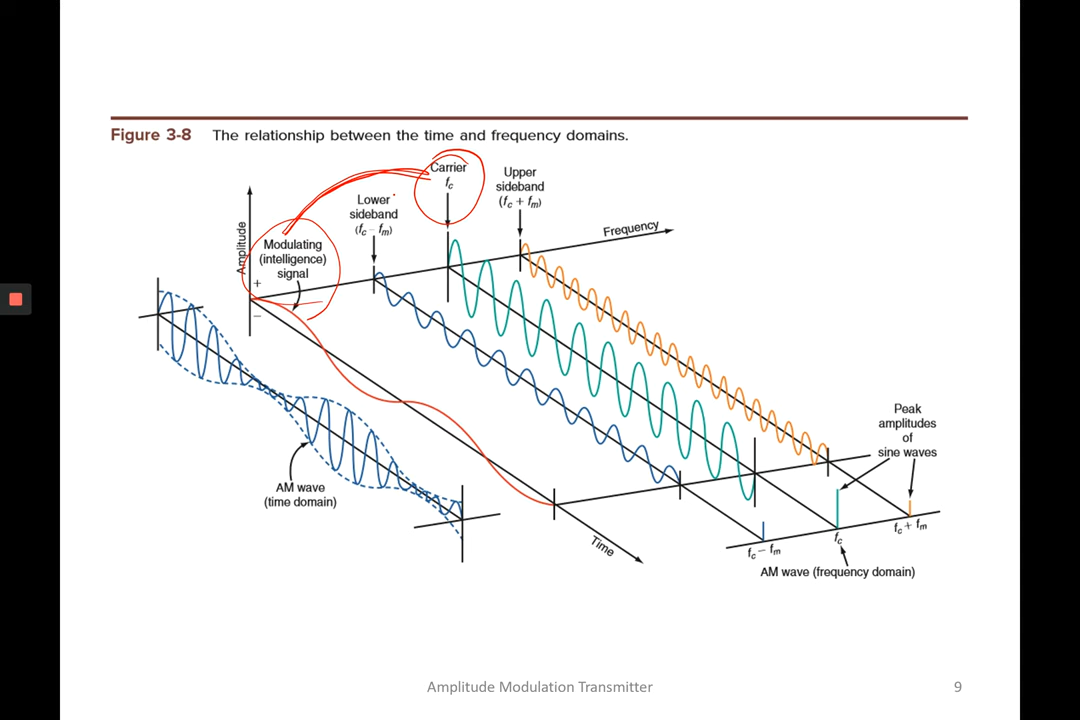 Figure 3-8 The relationship between the time and frequency domains.
Carrier
fc
Upper
sideband
(fc + fm)
Lower
sideband
(fc − fm)
Frequency
Amplitude
Modulating
(intelligence)
signal
+
−
Peak
amplitudes
of
sine waves
AM wave
(time domain)
Time
fc − fm
fc
fc + fm
AM wave (frequency domain)
Amplitude Modulation Transmitter
9